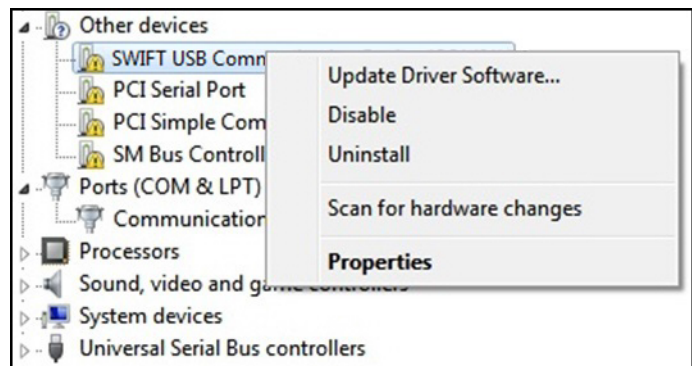 Other devices
SWIFT USB Comm
Update Driver Software...
PCI Serial Port
Disable
PCI Simple Com
Uninstall
SM Bus Controll
Ports (COM & LPT)
Scan for hardware changes
Communication
Properties
Processors
Sound, video and game controllers
System devices
Universal Serial Bus controllers